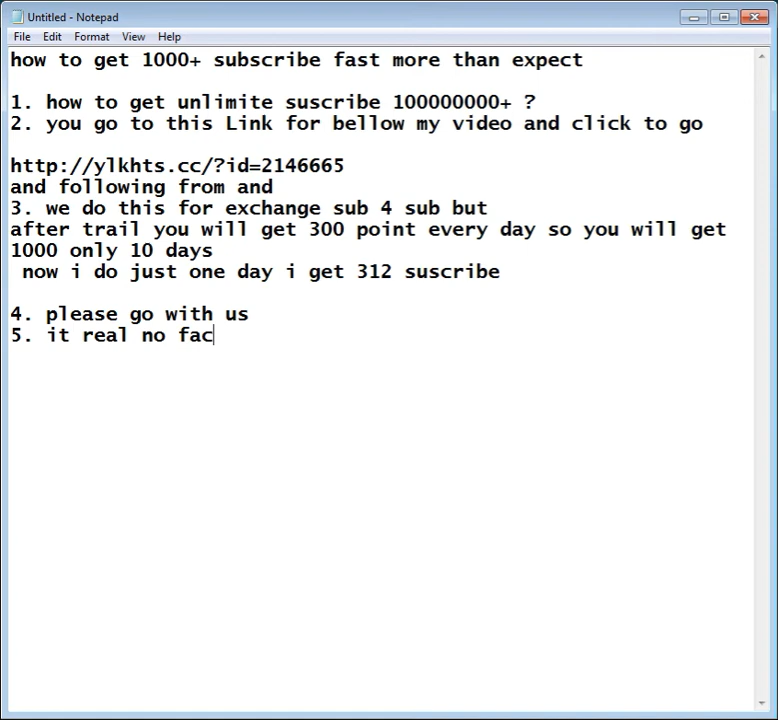 Untitled - Notepad
File Edit Format View Help
how to get 1000+ subscribe fast more than expect
1. how to get unlimite suscribe 100000000+ ?
2. you go to this Link for bellow my video and click to go
http://ylkhts.cc/?id=2146665
and following from and
3. we do this for exchange sub 4 sub but
after trail you will get 300 point every day so you will get
1000 only 10 days
now i do just one day i get 312 suscribe
4. please go with us
5. it real no fac